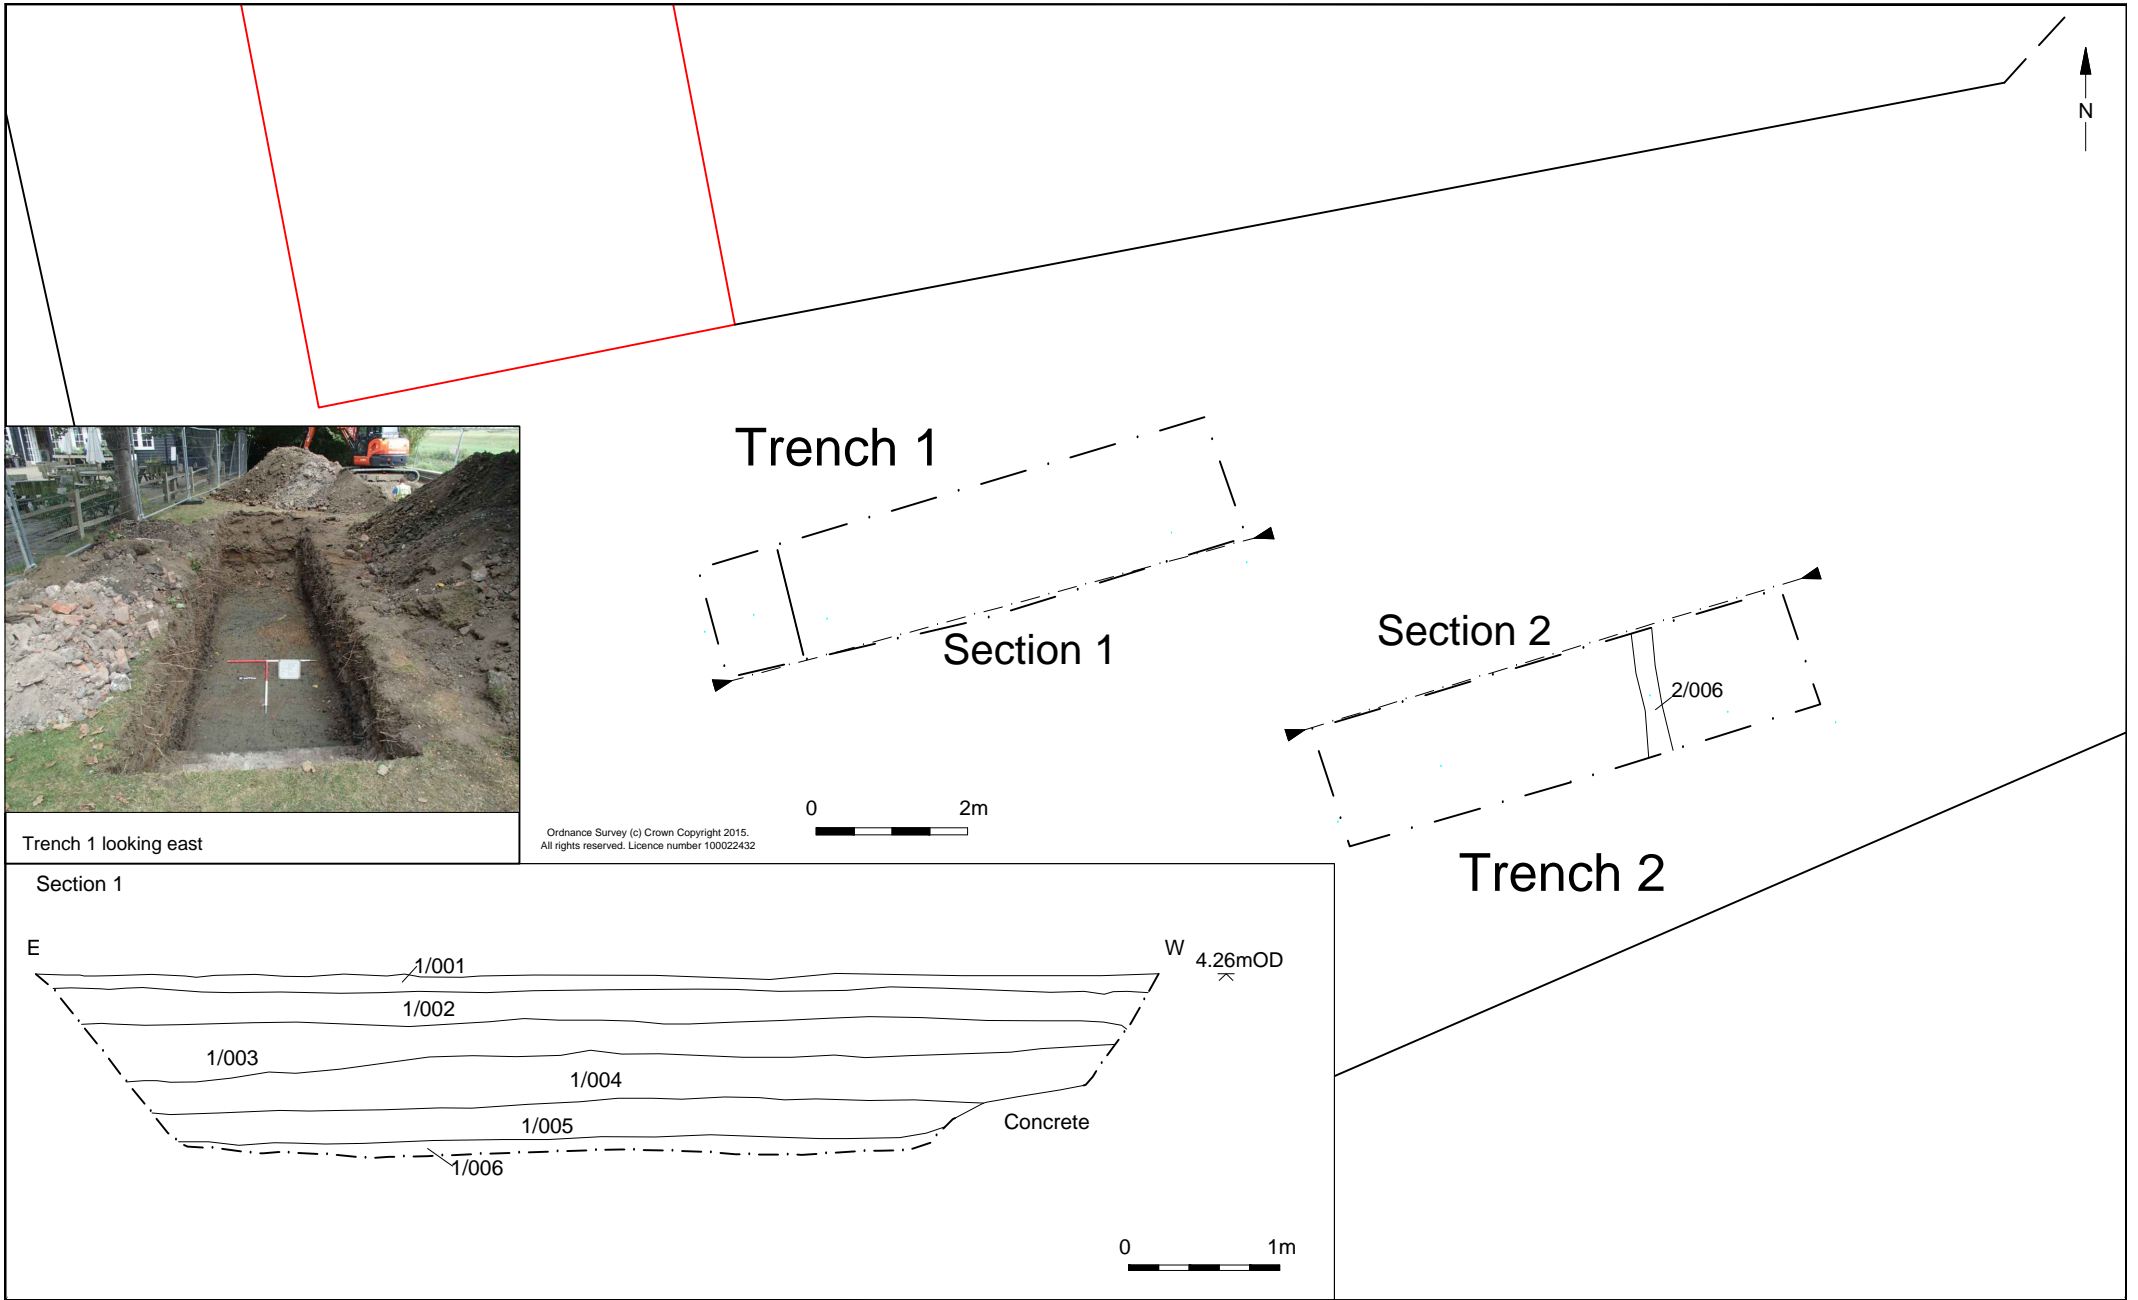 N
Trench 1
Section 1
Section 2
2/006
Trench 2
0 2m
Ordnance Survey (c) Crown Copyright 2015.
All rights reserved. Licence number 100022432
Trench 1 looking east
Section 1
E
W
4.26mOD
1/001
1/002
1/003
1/004
1/005
1/006
Concrete
0 1m